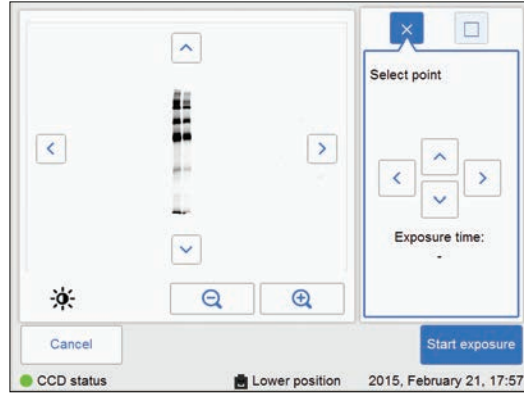 Select point
Exposure time:
-
Cancel
Start exposure
CCD status
Lower position
2015, February 21, 17:57